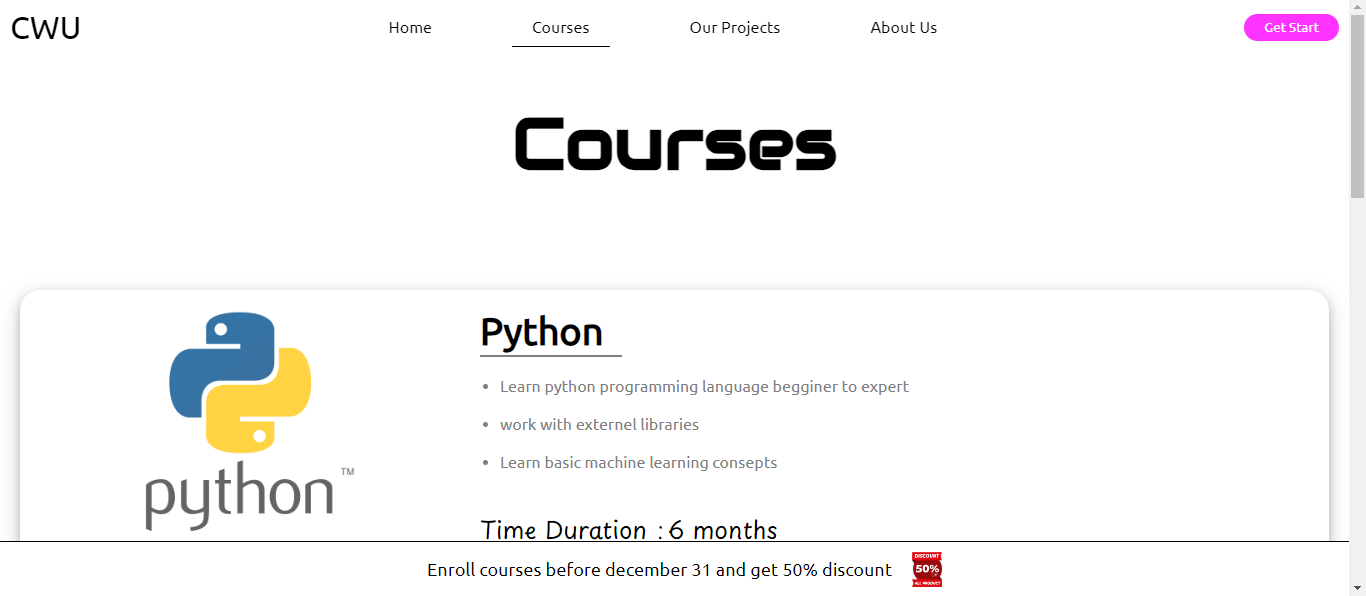 CWU
Home
Courses
Our Projects
About Us
Get Start
Courses
python
TM
Python
Learn python programming language begginer to expert
work with externel libraries
Learn basic machine learning consepts
Time Duration : 6 months
Enroll courses before december 31 and get 50% discount
DISCOUNT
50%
ALL PRODUCT